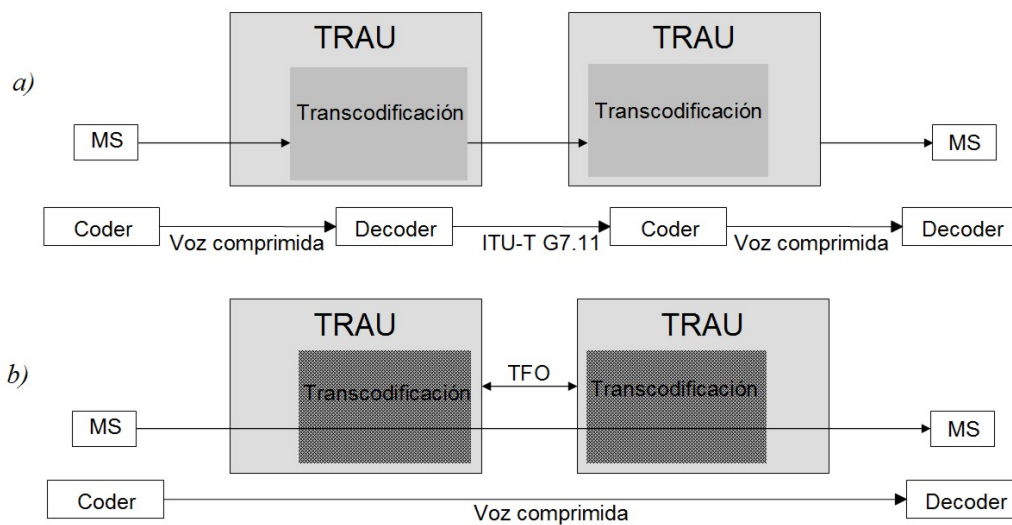 a)
TRAU
TRAU
Transcodificación
Transcodificación
MS
MS
Coder
Voz comprimida
Decoder
ITU-T G7.11
Coder
Voz comprimida
Decoder
b)
TRAU
TRAU
TFO
Transcodificación
Transcodificación
MS
MS
Coder
Voz comprimida
Decoder